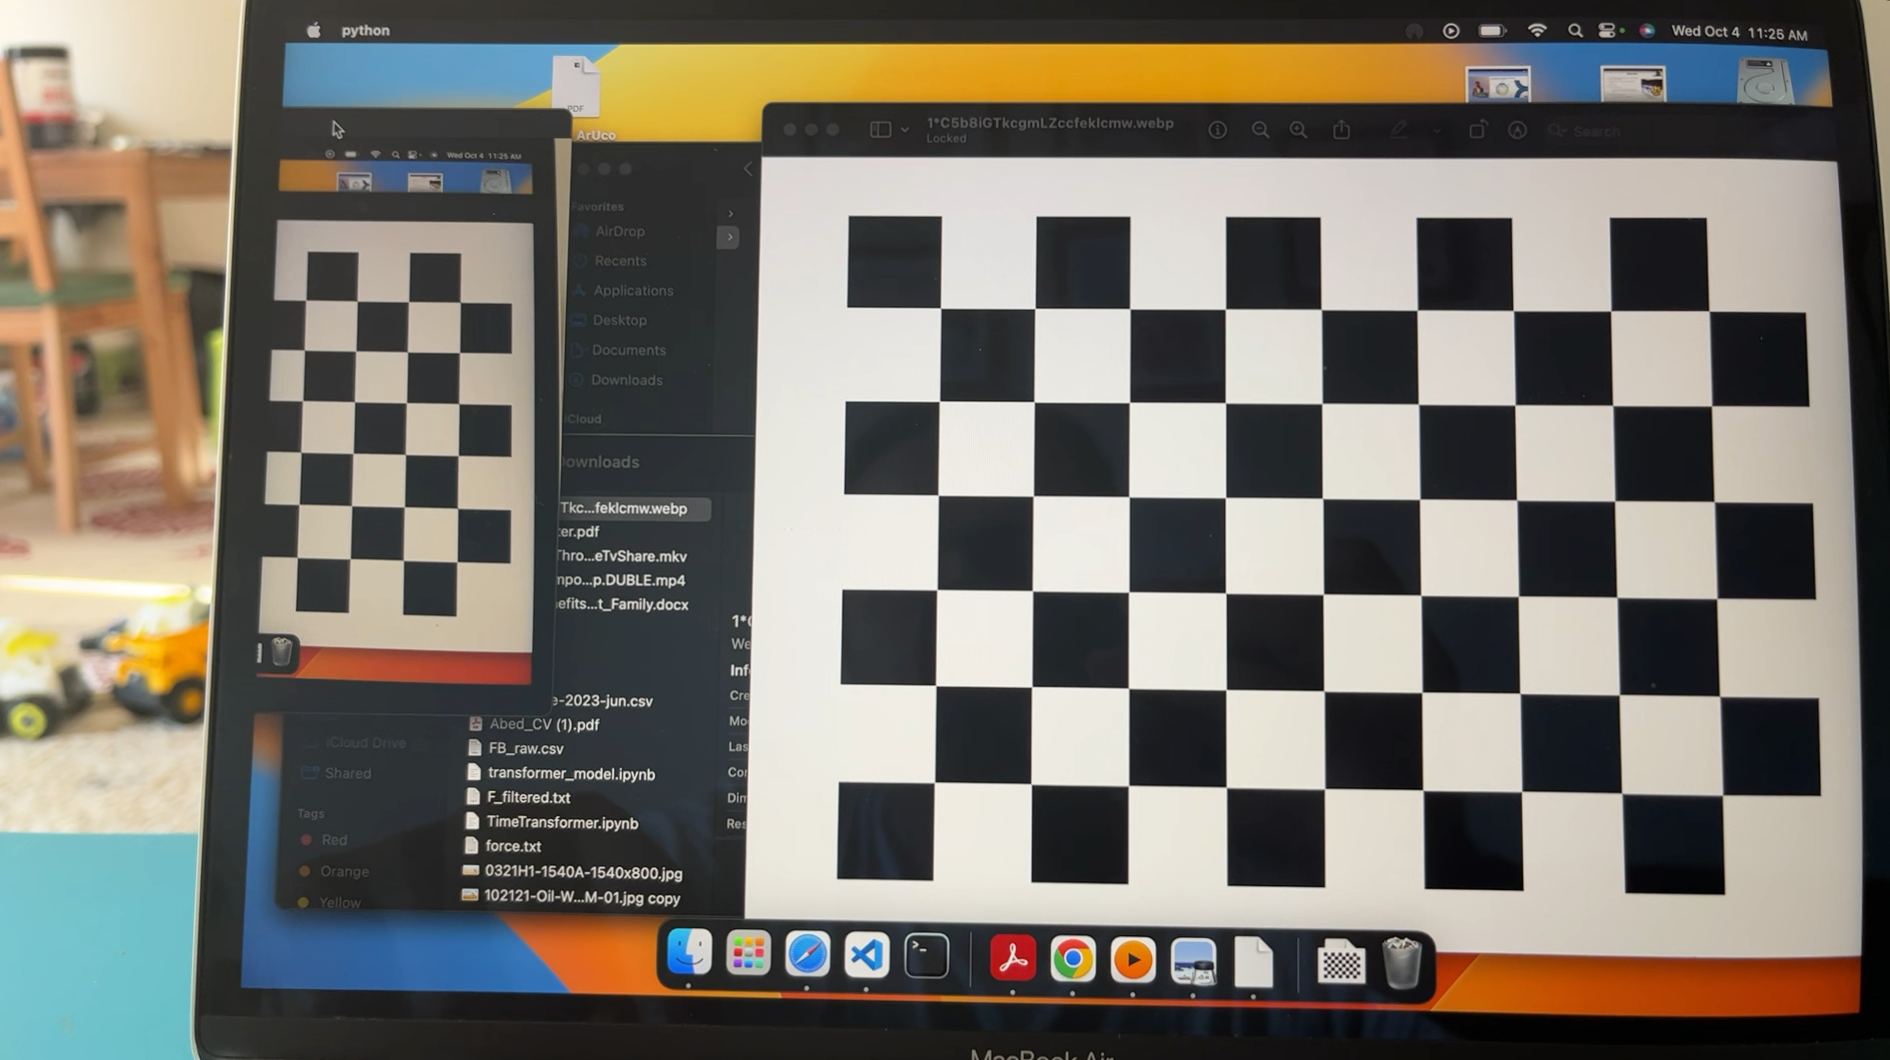 python
Wed Oct 4 11:25 AM
PDF
ArUco
Wed Oct 4 11:25 AM
1*C5b8iGTkcgmLZccfeklcmw.webp
Locked
Search
Favorites
AirDrop
Recents
Applications
Desktop
Documents
Downloads
iCloud
Downloads
Tkc...feklcmw.webp
ter.pdf
Thro...eTvShare.mkv
mpo...p.DUBLE.mp4
efits...t_Family.docx
1*
We
Inf
e-2023-jun.csv
Cre
Abed_CV (1).pdf
Mo
iCloud Drive
FB_raw.csv
Las
Shared
transformer_model.ipynb
Cor
F_filtered.txt
Dim
Tags
TimeTransformer.ipynb
Res
Red
force.txt
Orange
0321H1-1540A-1540x800.jpg
Yellow
102121-Oil-W...M-01.jpg copy
MacBook Air